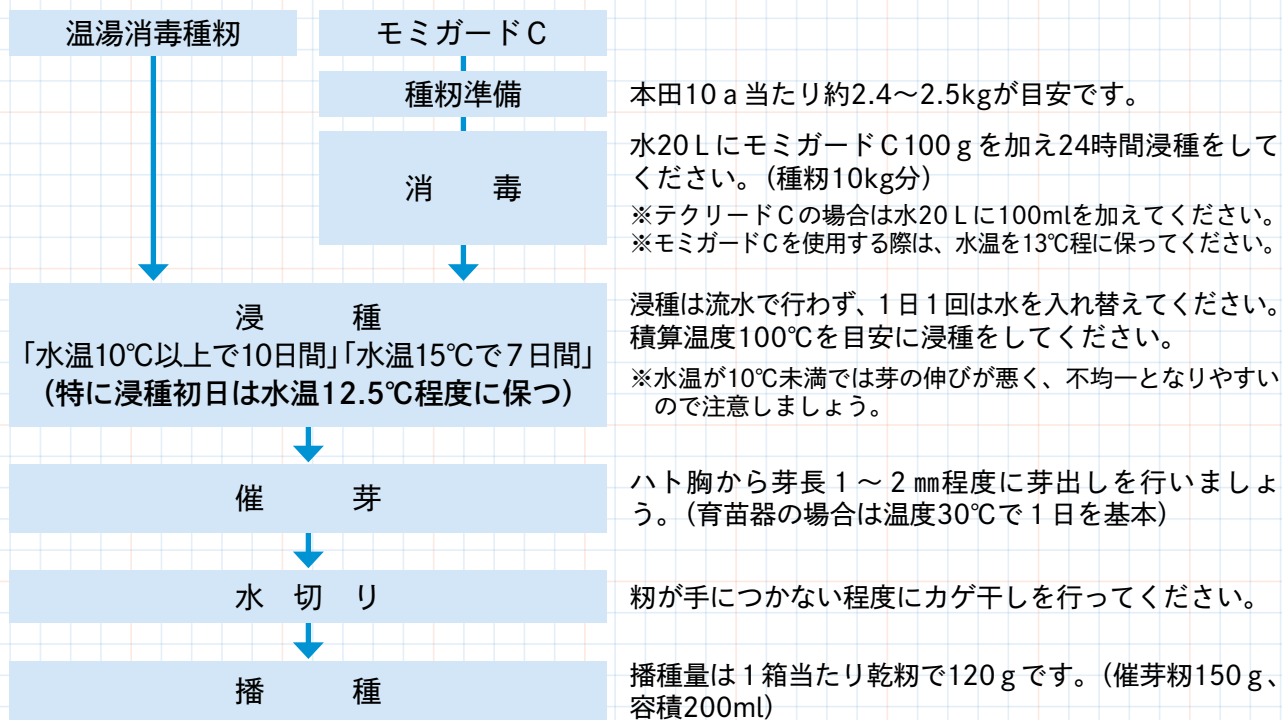 温湯消毒種籾
モミガードC
種籾準備
本田10a当たり約2.4〜2.5kgが目安です。
消 毒
水20LにモミガードC100gを加え24時間浸種をして
ください。(種籾10kg分)
※テクリードCの場合は水20Lに100mlを加えてください。
※モミガードCを使用する際は、水温を13℃程に保ってください。
浸 種
「水温10℃以上で10日間」「水温15℃で7日間」
(特に浸種初日は水温12.5℃程度に保つ)
浸種は流水で行わず、1日1回は水を入れ替えてください。
積算温度100℃を目安に浸種をしてください。
※水温が10℃未満では芽の伸びが悪く、不均一となりやすい
ので注意しましょう。
催 芽
ハト胸から芽長1〜2㎜程度に芽出しを行いましょ
う。(育苗器の場合は温度30℃で1日を基本)
水 切 り
籾が手につかない程度にカゲ干しを行ってください。
播 種
播種量は1箱当たり乾籾で120gです。(催芽籾150g、
容積200ml)